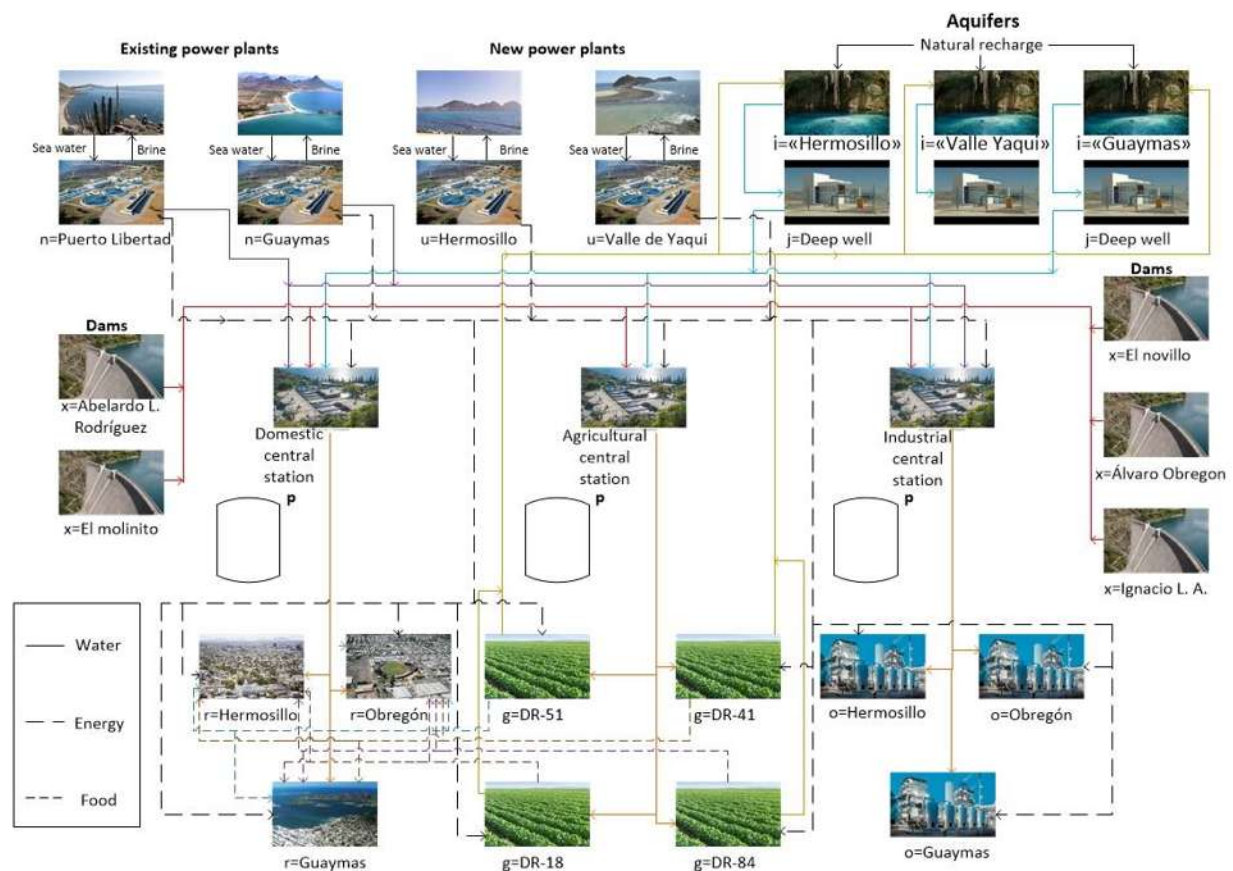 Aquifers
Existing power plants
New power plants
Natural recharge
Sea water
Brine
Sea water
Brine
Sea water
Brine
Sea water
Brine
i=«Hermosillo»
i=«Valle Yaqui»
i=«Guaymas»
n=Puerto Libertad
n=Guaymas
u=Hermosillo
u=Valle de Yaqui
j=Deep well
j=Deep well
Dams
Dams
x=El novillo
x=Abelardo L.
Rodríguez
Domestic
central
station
Agricultural
central
station
Industrial
central
station
x=Álvaro Obregon
p
p
p
x=El molinito
x=Ignacio L. A.
Water
Energy
Food
r=Hermosillo
r=Obregón
g=DR-51
g=DR-41
o=Hermosillo
o=Obregón
r=Guaymas
g=DR-18
g=DR-84
o=Guaymas